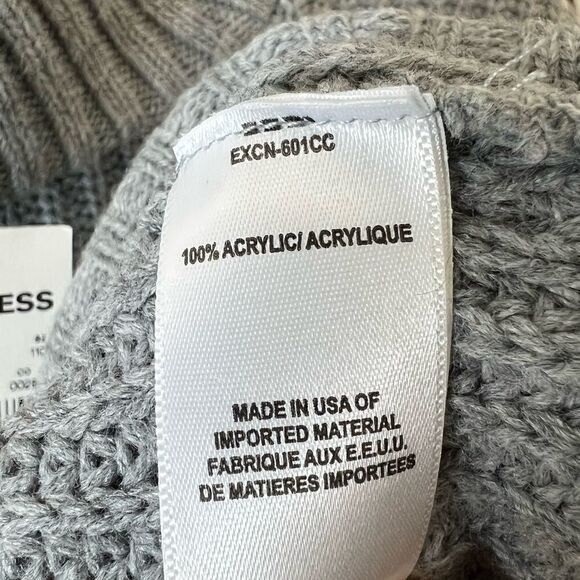 EXCN-601CC
100% ACRYLIC/ ACRYLIQUE
MADE IN USA OF
IMPORTED MATERIAL
FABRIQUE AUX E.E.U.U.
DE MATIERES IMPORTEES
ESS